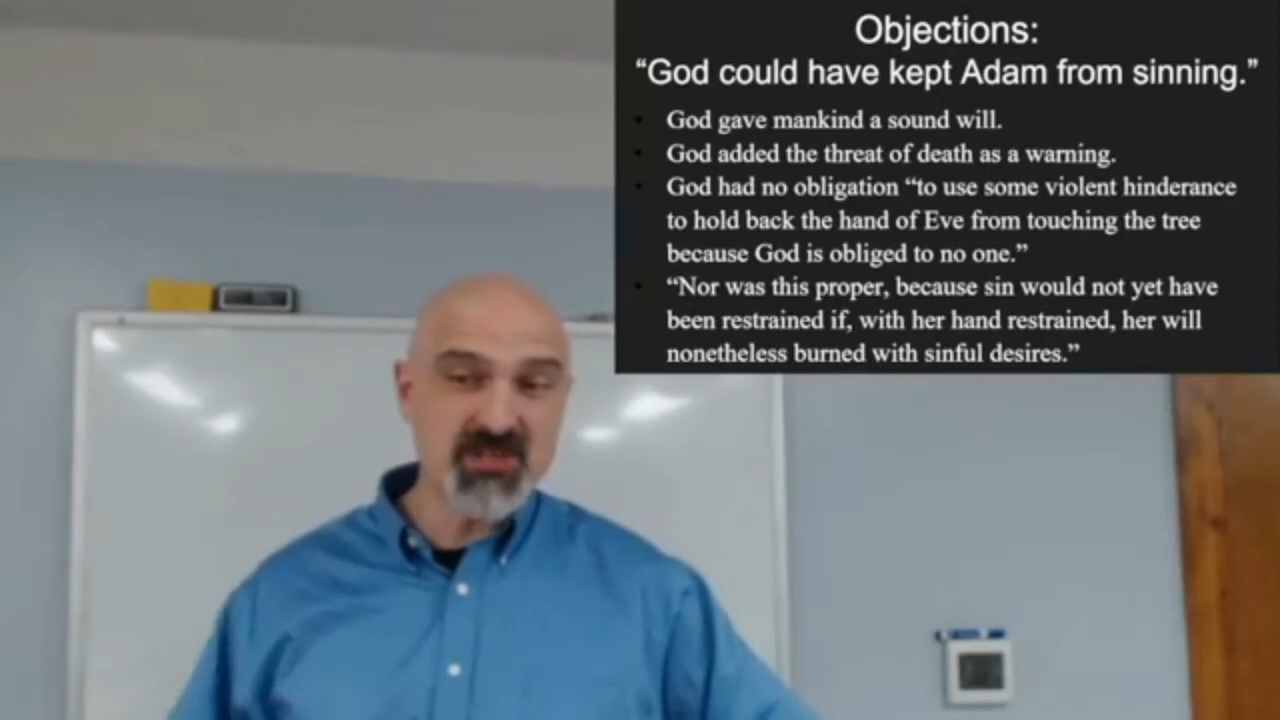 Objections:
“God could have kept Adam from sinning.”
• God gave mankind a sound will.
• God added the threat of death as a warning.
• God had no obligation “to use some violent hinderance
to hold back the hand of Eve from touching the tree
because God is obliged to no one.”
• “Nor was this proper, because sin would not yet have
been restrained if, with her hand restrained, her will
nonetheless burned with sinful desires.”